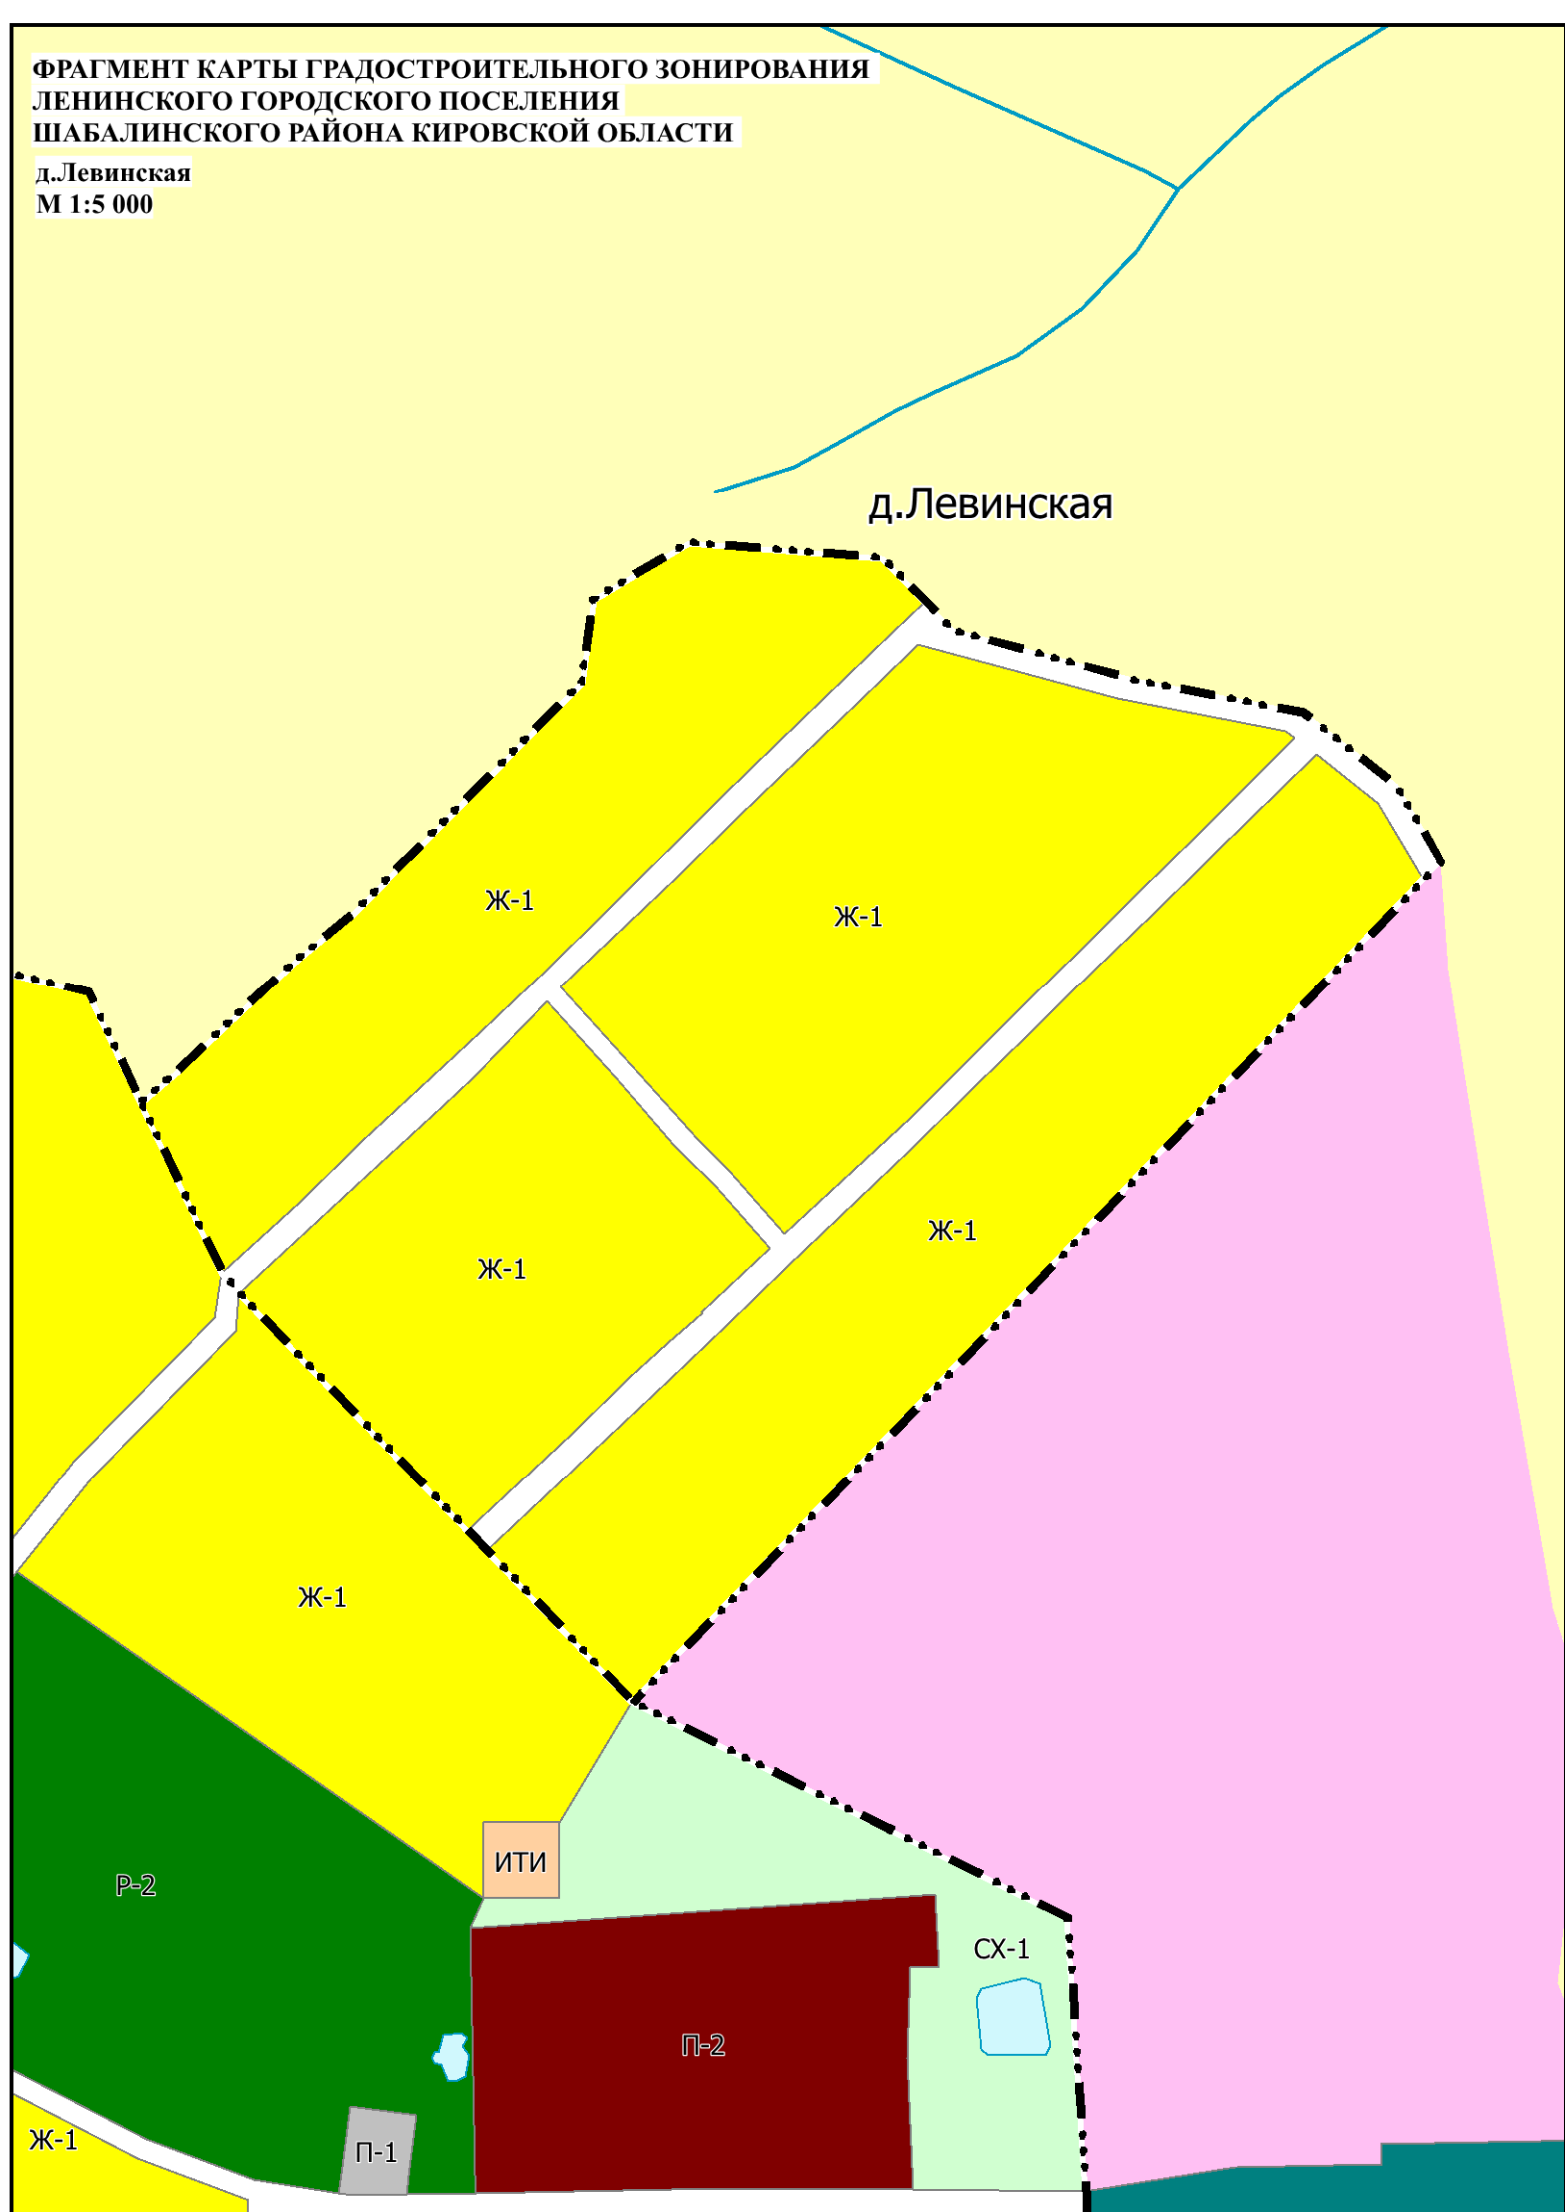 ФРАГМЕНТ КАРТЫ ГРАДОСТРОИТЕЛЬНОГО ЗОНИРОВАНИЯ
ЛЕНИНСКОГО ГОРОДСКОГО ПОСЕЛЕНИЯ
ШАБАЛИНСКОГО РАЙОНА КИРОВСКОЙ ОБЛАСТИ
д.Левинская
М 1:5 000
д.Левинская
Ж-1
Ж-1
Ж-1
Ж-1
Ж-1
ИТИ
Р-2
СХ-1
П-2
Ж-1
П-1